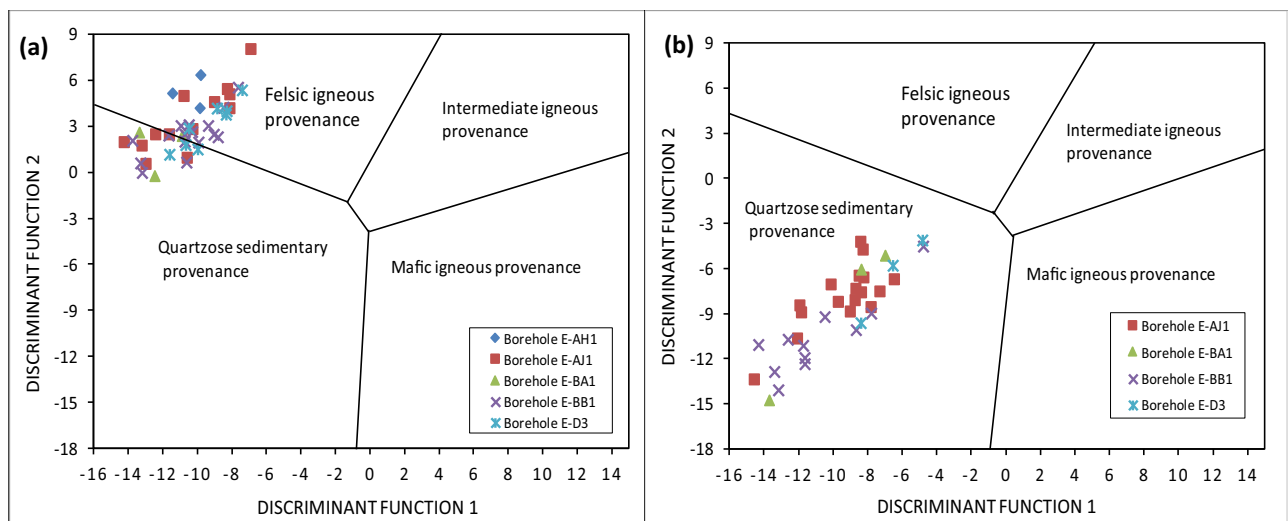 (a)
9
6
3
0
-3
-6
-9
-12
-15
-18
DISCRIMINANT FUNCTION 2
Felsic igneous
provenance
Intermediate igneous
provenance
Quartzose sedimentary
provenance
Mafic igneous provenance
Borehole E-AH1
Borehole E-AJ1
Borehole E-BA1
Borehole E-BB1
Borehole E-D3
-16 -14 -12 -10 -8 -6 -4 -2 0 2 4 6 8 10 12 14
DISCRIMINANT FUNCTION 1
(b)
9
6
3
0
-3
-6
-9
-12
-15
-18
DISCRIMINANT FUNCTION 2
Felsic igneous
provenance
Intermediate igneous
provenance
Quartzose sedimentary
provenance
Mafic igneous provenance
Borehole E-AJ1
Borehole E-BA1
Borehole E-BB1
Borehole E-D3
-16 -14 -12 -10 -8 -6 -4 -2 0 2 4 6 8 10 12 14
DISCRIMINANT FUNCTION 1